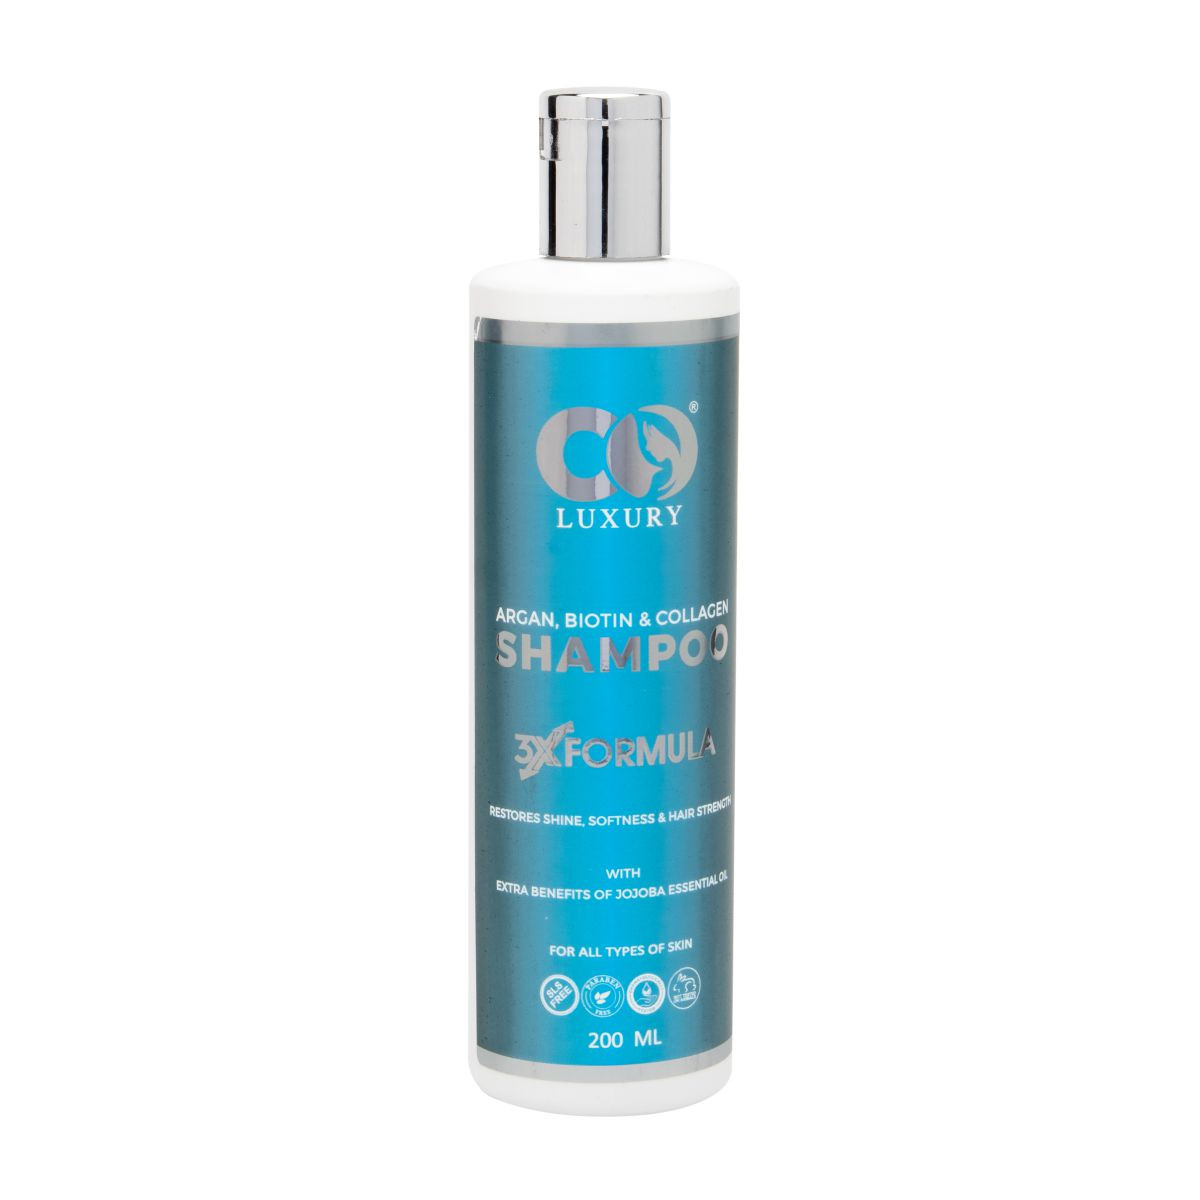 CO®
LUXURY
ARGAN, BIOTIN & COLLAGEN
SHAMPOO
3X FORMULA
RESTORES SHINE, SOFTNESS & HAIR STRENGTH
WITH
EXTRA BENEFITS OF JOJOBA ESSENTIAL OIL
FOR ALL TYPES OF SKIN
SLS FREE
PARABEN FREE
200 ML